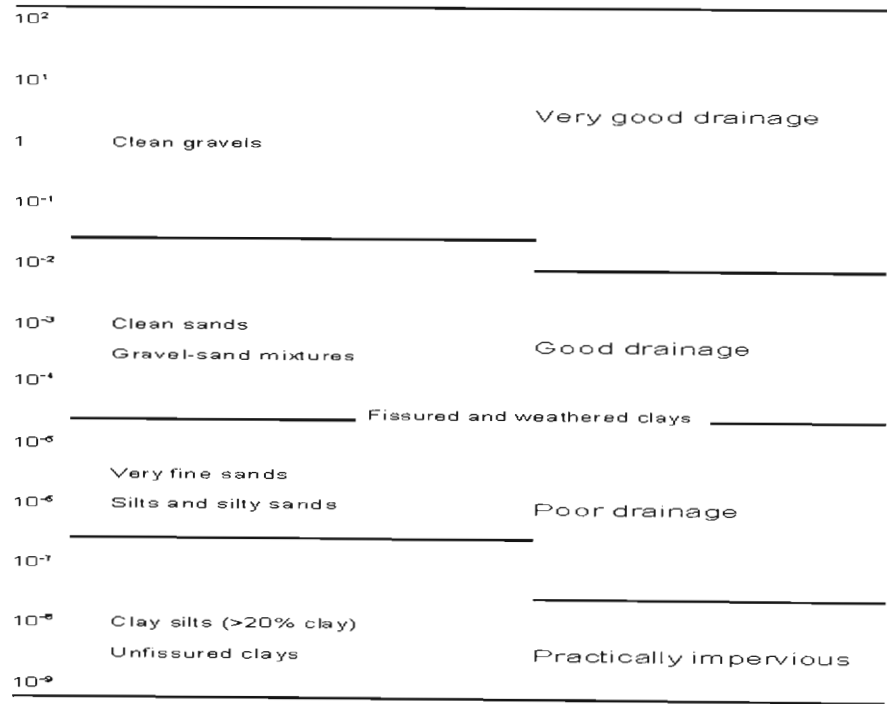 10²
10¹
Very good drainage
1 Clean gravels
10⁻¹
10⁻²
10⁻³ Clean sands
Gravel-sand mixtures Good drainage
10⁻⁴
Fissured and weathered clays
10⁻⁵
Very fine sands
10⁻⁶ Silts and silty sands Poor drainage
10⁻⁷
10⁻⁸ Clay silts (>20% clay)
Unfissured clays Practically impervious
10⁻⁹